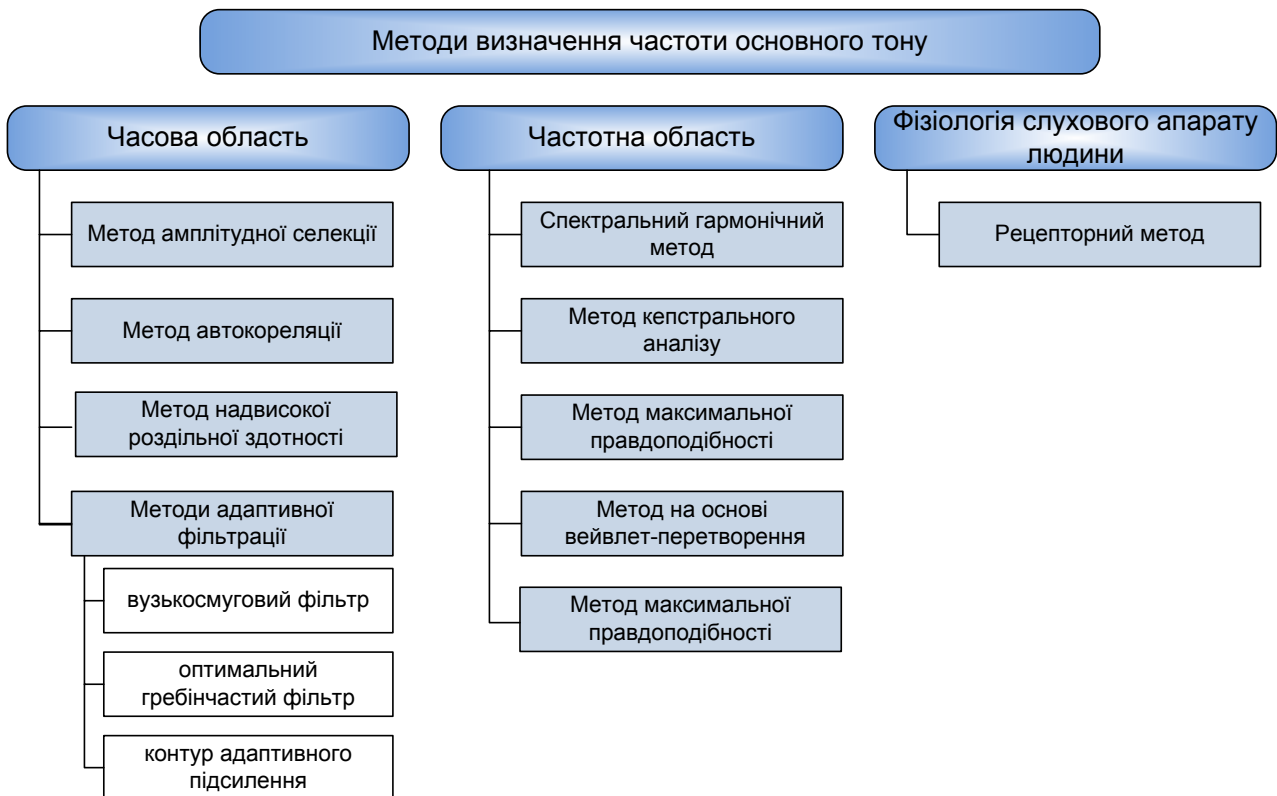 Методи визначення частоти основного тону
Часова область
Метод амплітудної селекції
Метод автокореляції
Метод надвисокої
роздільної здотності
Методи адаптивної
фільтрації
вузькосмуговий фільтр
оптимальний
гребінчастий фільтр
контур адаптивного
підсилення
Частотна область
Спектральний гармонічний
метод
Метод кепстрального
аналізу
Метод максимальної
правдоподібності
Метод на основі
вейвлет-перетворення
Метод максимальної
правдоподібності
Фізіологія слухового апарату
людини
Рецепторний метод